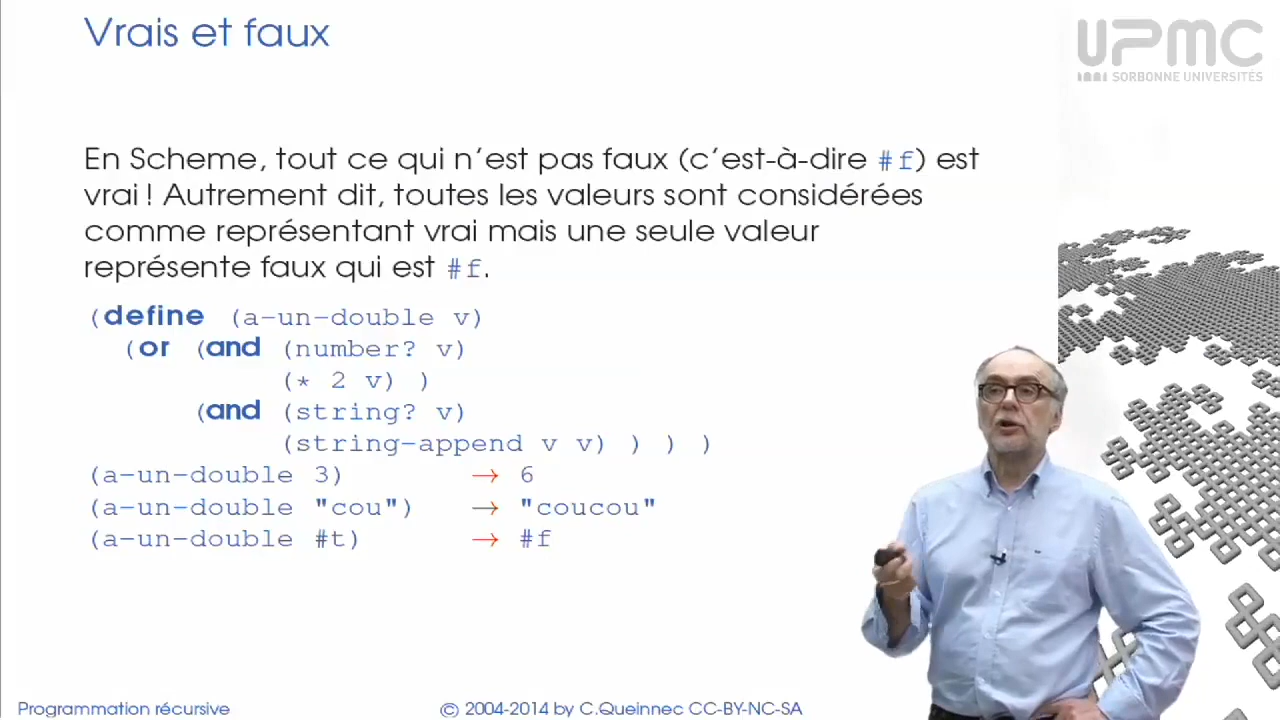 Vrais et faux
UPMC
SORBONNE UNIVERSITÉS
En Scheme, tout ce qui n'est pas faux (c'est-à-dire #f) est
vrai ! Autrement dit, toutes les valeurs sont considérées
comme représentant vrai mais une seule valeur
représente faux qui est #f.
(define (a-un-double v)
(or (and (number? v)
(* 2 v) )
(and (string? v)
(string-append v v) ) ) )
(a-un-double 3) → 6
(a-un-double "cou") → "coucou"
(a-un-double #t) → #f
Programmation récursive
© 2004-2014 by C.Queinnec CC-BY-NC-SA